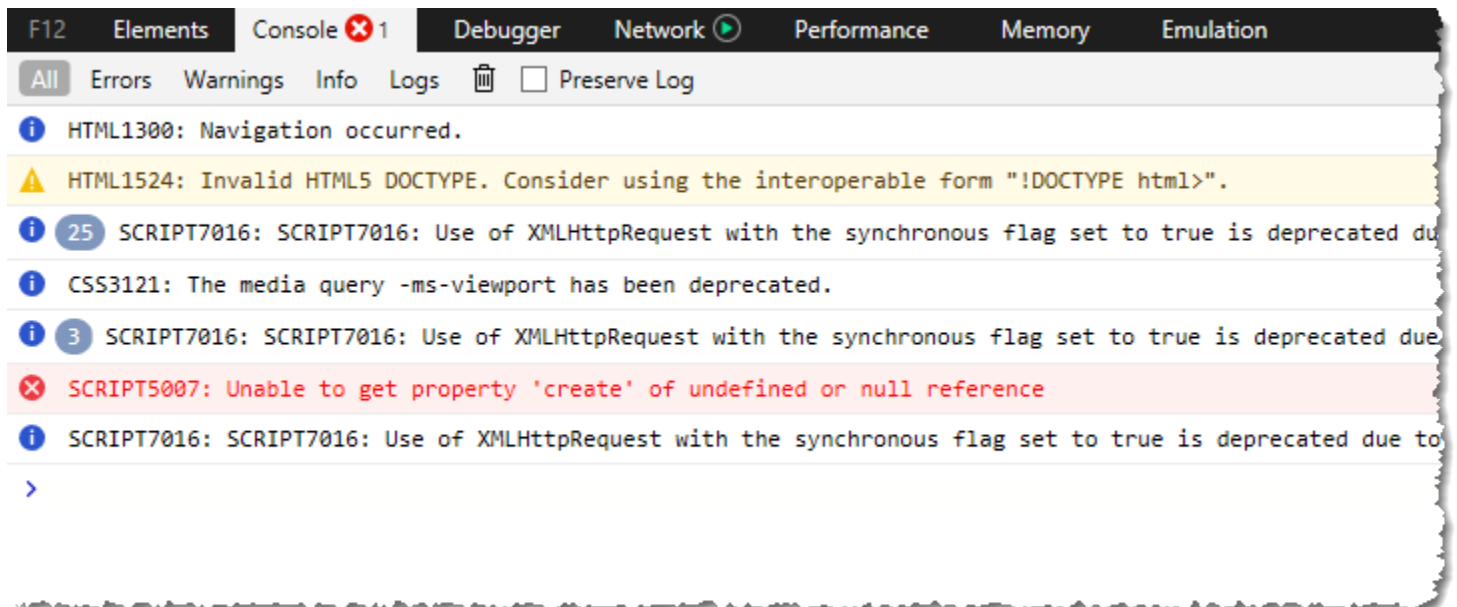 F12 Elements Console 1 Debugger Network Performance Memory Emulation
All Errors Warnings Info Logs Preserve Log
HTML1300: Navigation occurred.
HTML1524: Invalid HTML5 DOCTYPE. Consider using the interoperable form "!DOCTYPE html>".
25 SCRIPT7016: SCRIPT7016: Use of XMLHttpRequest with the synchronous flag set to true is deprecated du
CSS3121: The media query -ms-viewport has been deprecated.
3 SCRIPT7016: SCRIPT7016: Use of XMLHttpRequest with the synchronous flag set to true is deprecated due
SCRIPT5007: Unable to get property 'create' of undefined or null reference
SCRIPT7016: SCRIPT7016: Use of XMLHttpRequest with the synchronous flag set to true is deprecated due to
>